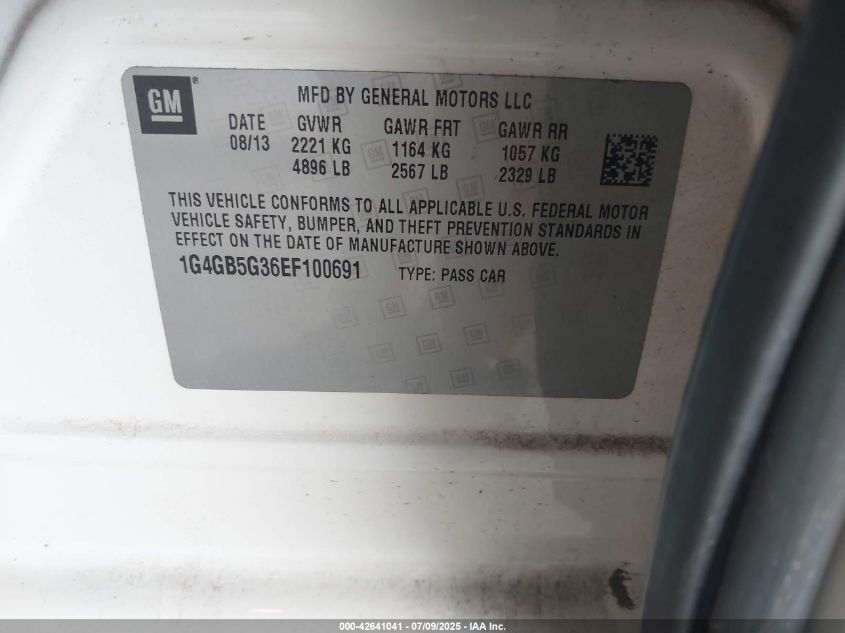 GM®
MFD BY GENERAL MOTORS LLC
DATE GVWR GAWR FRT GAWR RR
08/13 2221 KG 1164 KG 1057 KG
4896 LB 2567 LB 2329 LB
THIS VEHICLE CONFORMS TO ALL APPLICABLE U.S. FEDERAL MOTOR
VEHICLE SAFETY, BUMPER, AND THEFT PREVENTION STANDARDS IN
EFFECT ON THE DATE OF MANUFACTURE SHOWN ABOVE.
1G4GB5G36EF100691 TYPE: PASS CAR
000-42641041 / 07/09/2025 - IAA Inc.